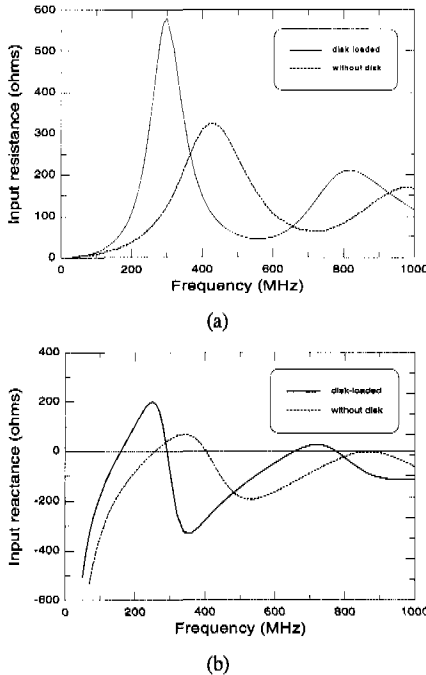 600
500
400
300
200
100
0
Input resistance (ohms)
disk loaded
without disk
0 200 400 600 800 1000
Frequency (MHz)
(a)
400
200
0
-200
-400
-600
Input reactance (ohms)
disk-loaded
without disk
0 200 400 600 800 1000
Frequency (MHz)
(b)